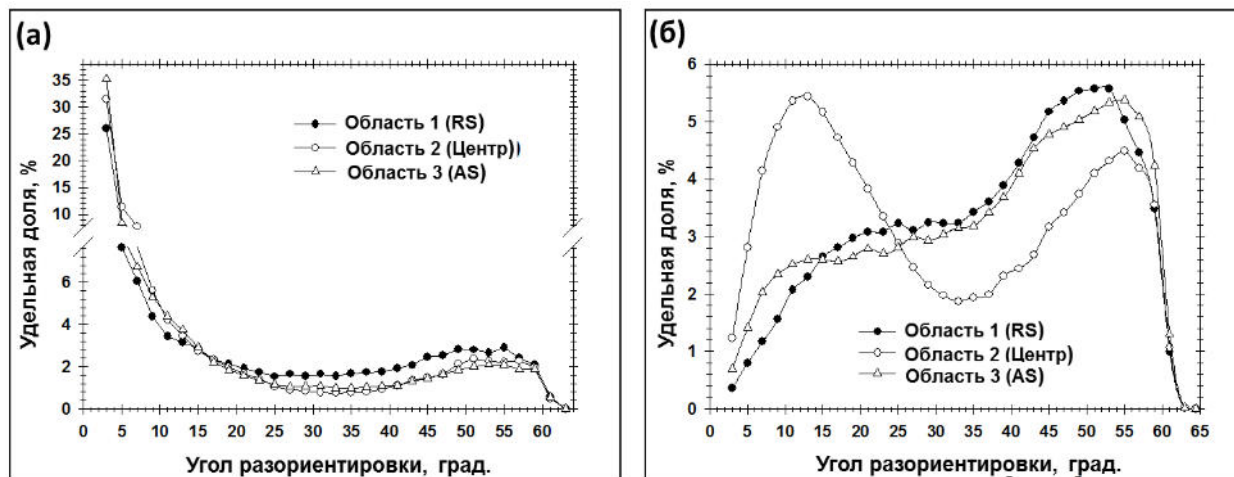 (а)
Удельная доля, %
35
30
25
20
15
10
6
4
2
0
Область 1 (RS)
Область 2 (Центр))
Область 3 (AS)
0 5 10 15 20 25 30 35 40 45 50 55 60
Угол разориентировки, град.
(б)
Удельная доля, %
6
5
4
3
2
1
0
Область 1 (RS)
Область 2 (Центр)
Область 3 (AS)
0 5 10 15 20 25 30 35 40 45 50 55 60 65
Угол разориентировки, град.